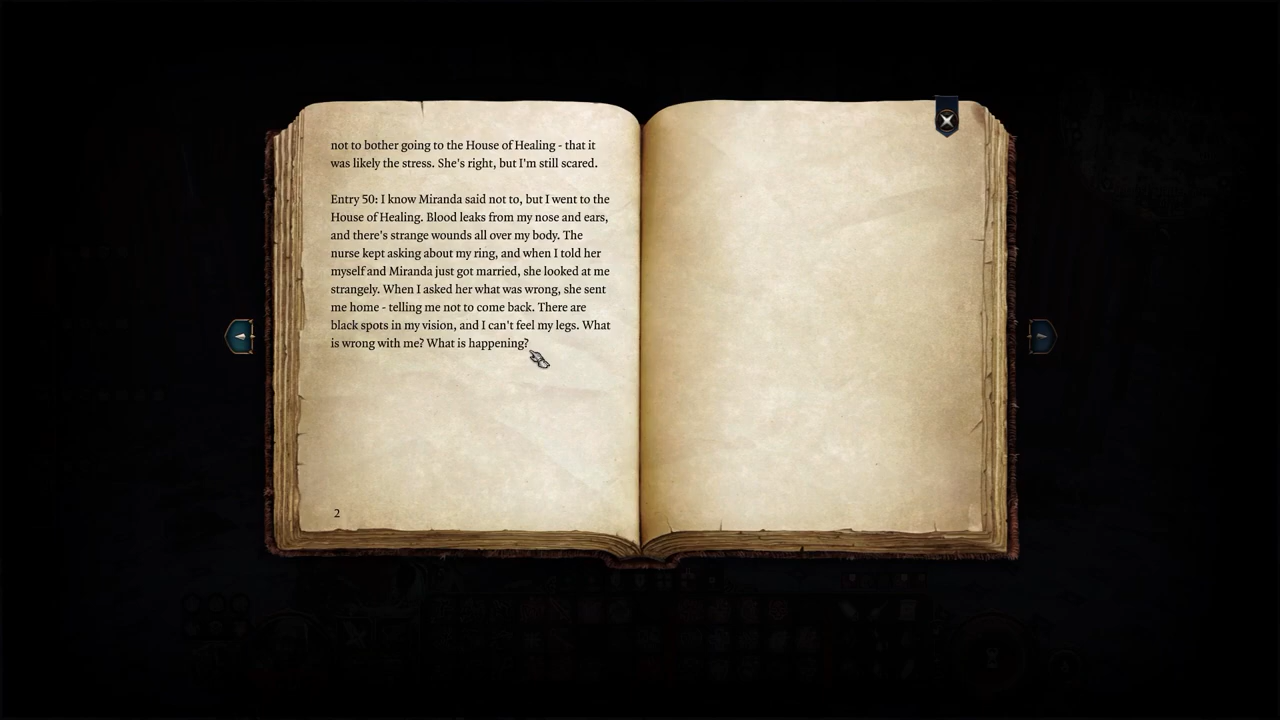 not to bother going to the House of Healing - that it
was likely the stress. She's right, but I'm still scared.
Entry 50: I know Miranda said not to, but I went to the
House of Healing. Blood leaks from my nose and ears,
and there's strange wounds all over my body. The
nurse kept asking about my ring, and when I told her
myself and Miranda just got married, she looked at me
strangely. When I asked her what was wrong, she sent
me home - telling me not to come back. There are
black spots in my vision, and I can't feel my legs. What
is wrong with me? What is happening?
2